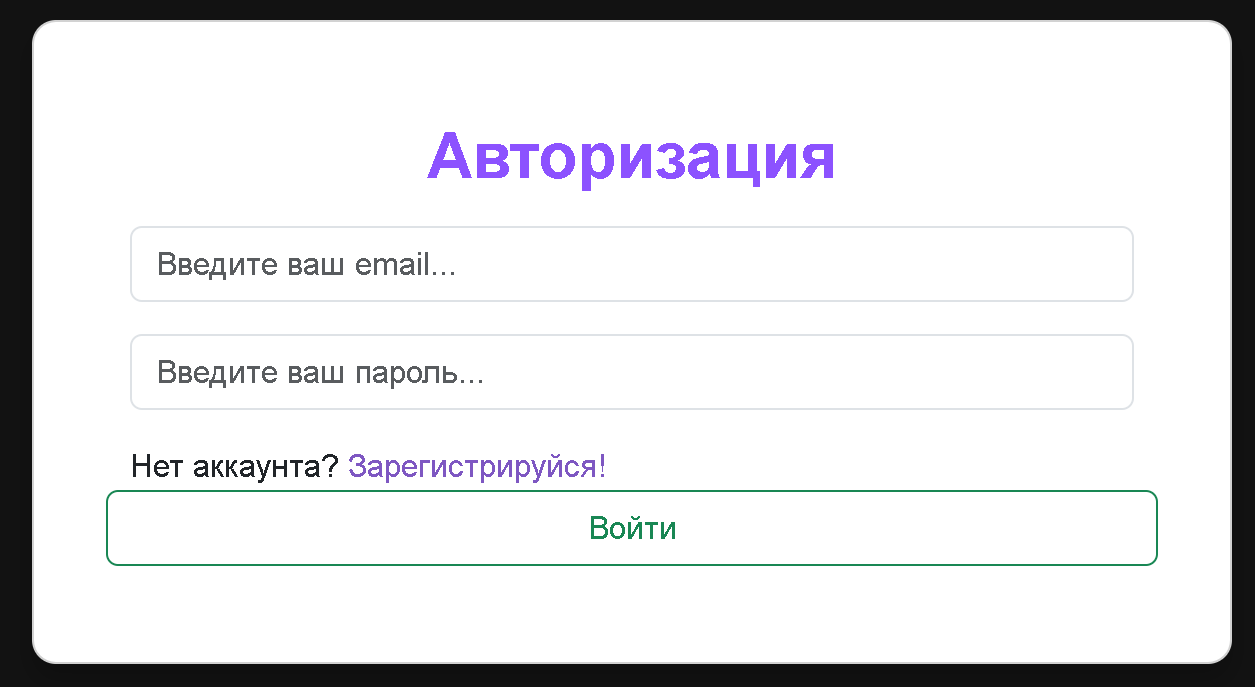 Авторизация
Введите ваш email...
Введите ваш пароль...
Нет аккаунта? Зарегистрируйся!
Войти